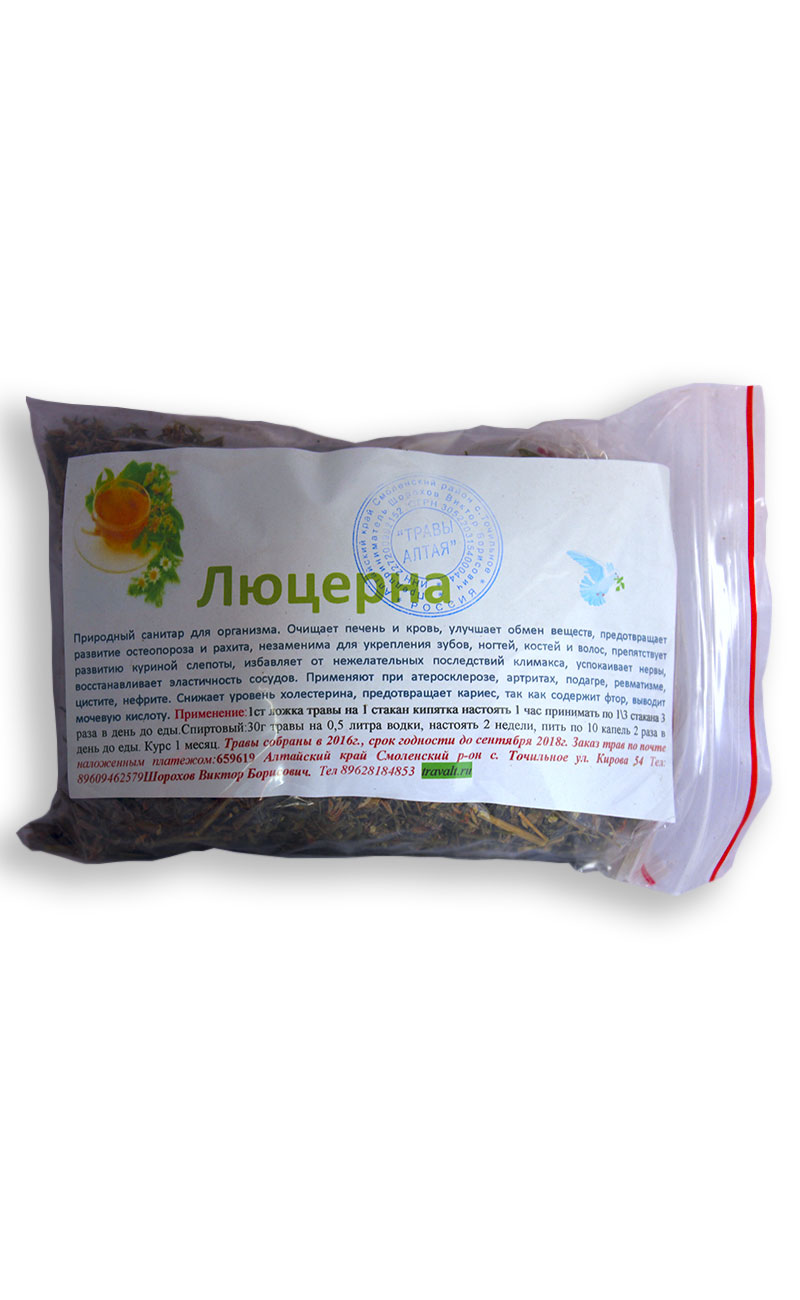 "ТРАВЫ
АЛТАЯ"
РОССИЯ
Люцерна
Природный санитар для организма. Очищает печень и кровь, улучшает обмен веществ, предотвращает
развитие остеопороза и рахита, незаменима для укрепления зубов, ногтей, костей и волос, препятствует
развитию куриной слепоты, избавляет от нежелательных последствий климакса, успокаивает нервы,
восстанавливает эластичность сосудов. Применяют при атеросклерозе, артритах, подагре, ревматизме,
цистите, нефрите. Снижает уровень холестерина, предотвращает кариес, так как содержит фтор, выводит
мочевую кислоту. Применение:1ст ложка травы на 1 стакан кипятка настоять 1 час принимать по 1\3 стакана 3
раза в день до еды.Спиртовый:30г травы на 0,5 литра водки, настоять 2 недели, пить по 10 капель 2 раза в
день до еды. Курс 1 месяц. Травы собраны в 2016г., срок годности до сентября 2018г. Заказ трав по почте
наложенным платежом:659619 Алтайский край Смоленский р-он с. Точильное ул. Кирова 54 Тел:
89609462579Шорохов Виктор Борисович. Тел 89628184853 travalt.ru